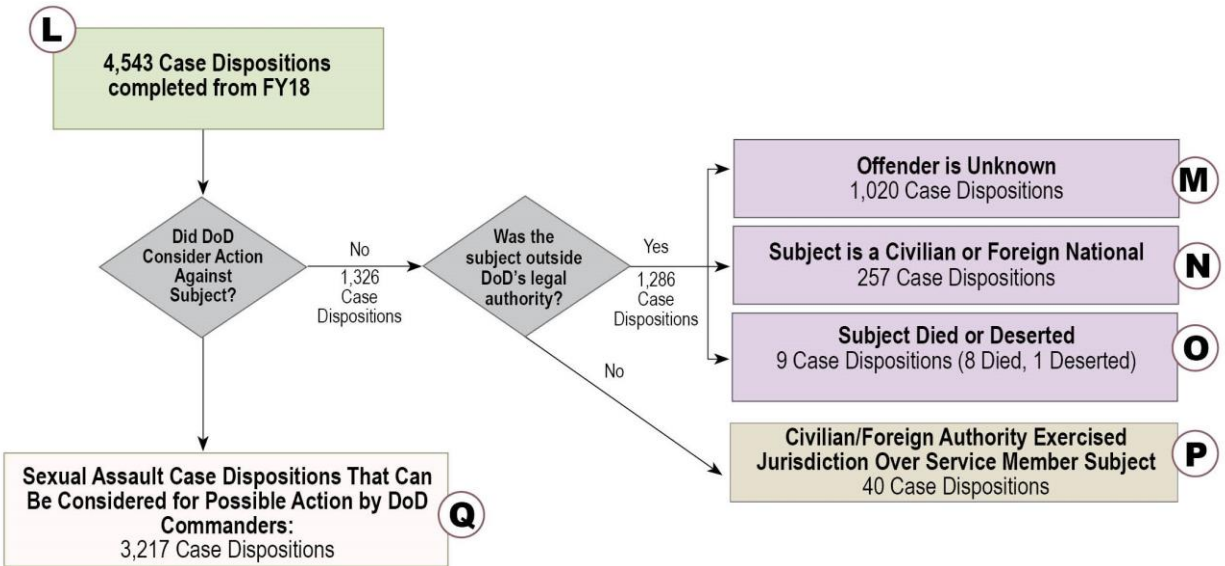 L
4,543 Case Dispositions
completed from FY18
Did DoD
Consider Action
Against
Subject?
No
1,326
Case
Dispositions
Was the
subject outside
DoD's legal
authority?
Yes
1,286
Case
Dispositions
Offender is Unknown
1,020 Case Dispositions
M
Subject is a Civilian or Foreign National
257 Case Dispositions
N
Subject Died or Deserted
9 Case Dispositions (8 Died, 1 Deserted)
O
No
Civilian/Foreign Authority Exercised
Jurisdiction Over Service Member Subject
40 Case Dispositions
P
Sexual Assault Case Dispositions That Can
Be Considered for Possible Action by DoD
Commanders:
3,217 Case Dispositions
Q